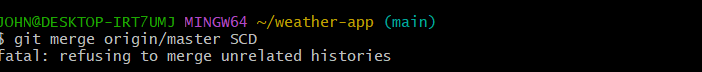 JOHN@DESKTOP-IRT7UMJ MINGW64 ~/weather-app (main)
$ git merge origin/master SCD
fatal: refusing to merge unrelated histories